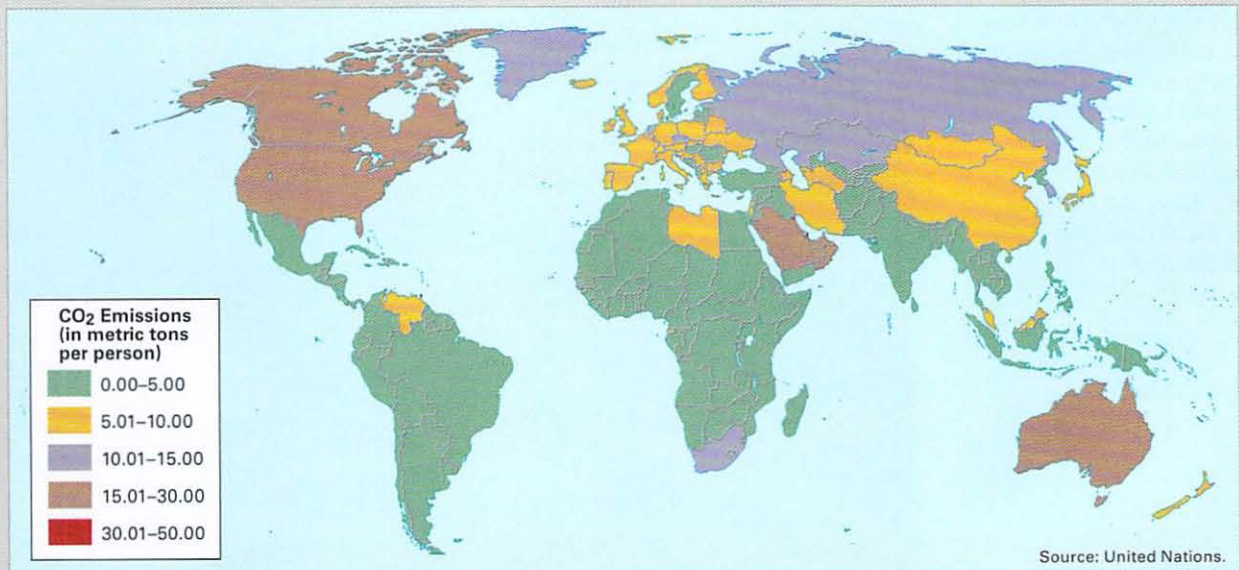 CO2 Emissions
(in metric tons
per person)
0.00–5.00
5.01–10.00
10.01–15.00
15.01–30.00
30.01–50.00
Source: United Nations.